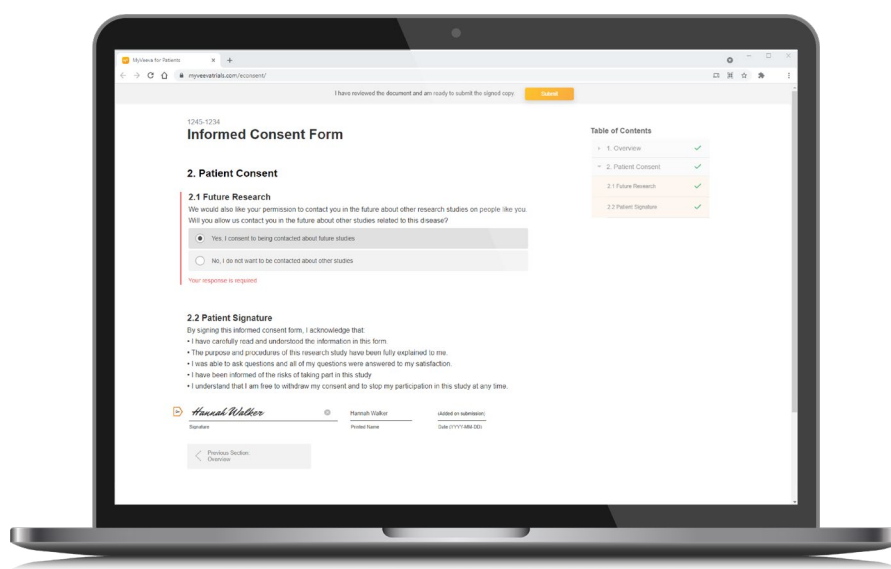 MyVeeva for Patients
myveevatrials.com/econsent/
I have reviewed the document and am ready to submit the signed copy.
Submit
1245-1234
Informed Consent Form
2. Patient Consent
2.1 Future Research
We would also like your permission to contact you in the future about other research studies on people like you.
Will you allow us contact you in the future about other studies related to this disease?
Yes, I consent to being contacted about future studies
No, I do not want to be contacted about other studies
Your response is required
2.2 Patient Signature
By signing this informed consent form, I acknowledge that:
• I have carefully read and understood the information in this form.
• The purpose and procedures of this research study have been fully explained to me.
• I was able to ask questions and all of my questions were answered to my satisfaction.
• I have been informed of the risks of taking part in this study
• I understand that I am free to withdraw my consent and to stop my participation in this study at any time.
Hannah Walker
Hannah Walker
(Added on submission)
Signature
Printed Name
Date (YYYY-MM-DD)
Previous Section:
Overview
Table of Contents
1. Overview
2. Patient Consent
2.1 Future Research
2.2 Patient Signature